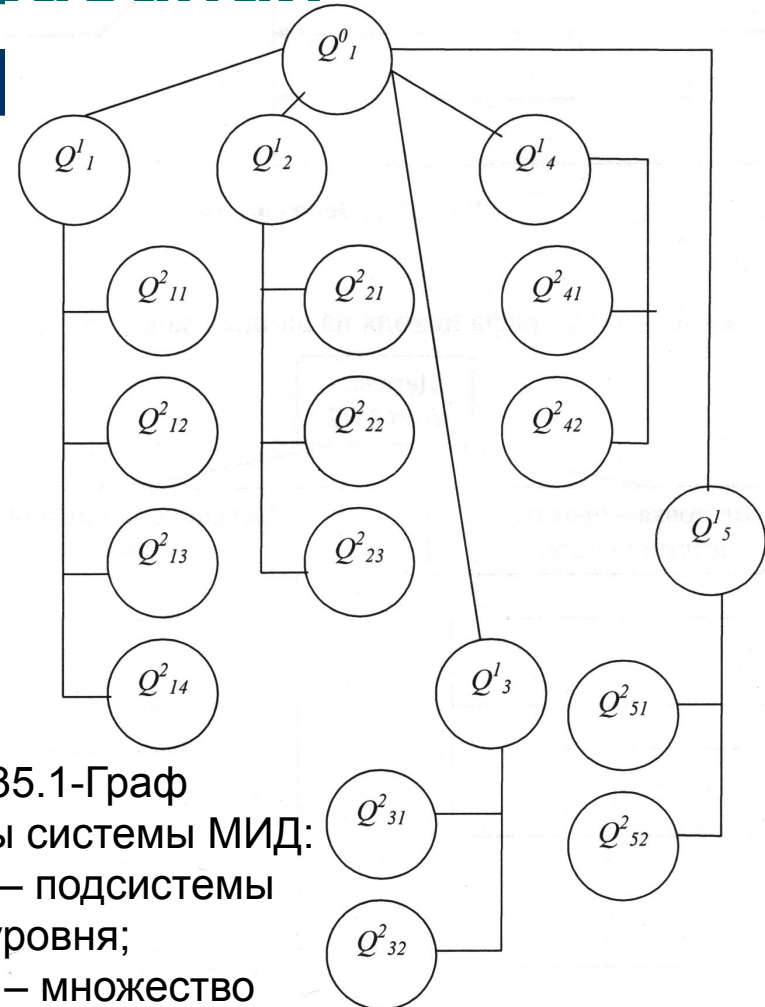 Q⁰₁
Q¹₁
Q¹₂
Q¹₄
Q²₁₁
Q²₂₁
Q²₄₁
Q²₁₂
Q²₂₂
Q²₄₂
Q¹₅
Q²₁₃
Q²₂₃
Q²₁₄
Q¹₃
Q²₅₁
35.1-Граф
Q²₃₁
Q²₅₂
системы МИД:
– подсистемы
Q²₃₂
– множество